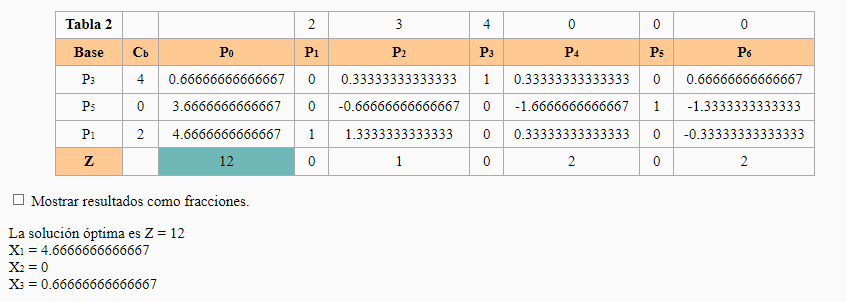 Tabla 2 2 3 4 0 0 0
Base Cb P0 P1 P2 P3 P4 P5 P6
P3 4 0.66666666666667 0 0.33333333333333 1 0.33333333333333 0 0.66666666666667
P5 0 3.6666666666667 0 -0.66666666666667 0 -1.6666666666667 1 -1.3333333333333
P1 2 4.6666666666667 1 1.3333333333333 0 0.33333333333333 0 -0.33333333333333
Z 12 0 1 0 2 0 2
Mostrar resultados como fracciones.
La solución óptima es Z = 12
X1 = 4.6666666666667
X2 = 0
X3 = 0.66666666666667